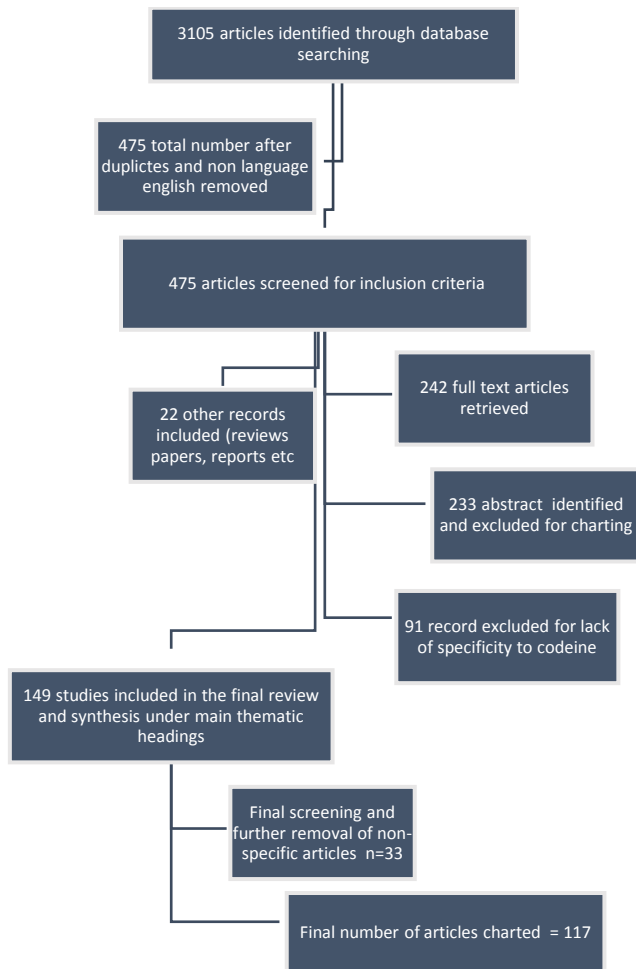 3105 articles identified through database
searching
475 total number after
duplictes and non language
english removed
475 articles screened for inclusion criteria
242 full text articles
retrieved
22 other records
included (reviews
papers, reports etc
233 abstract identified
and excluded for charting
91 record excluded for lack
of specificity to codeine
149 studies included in the final review
and synthesis under main thematic
headings
Final screening and
further removal of non-
specific articles n=33
Final number of articles charted = 117